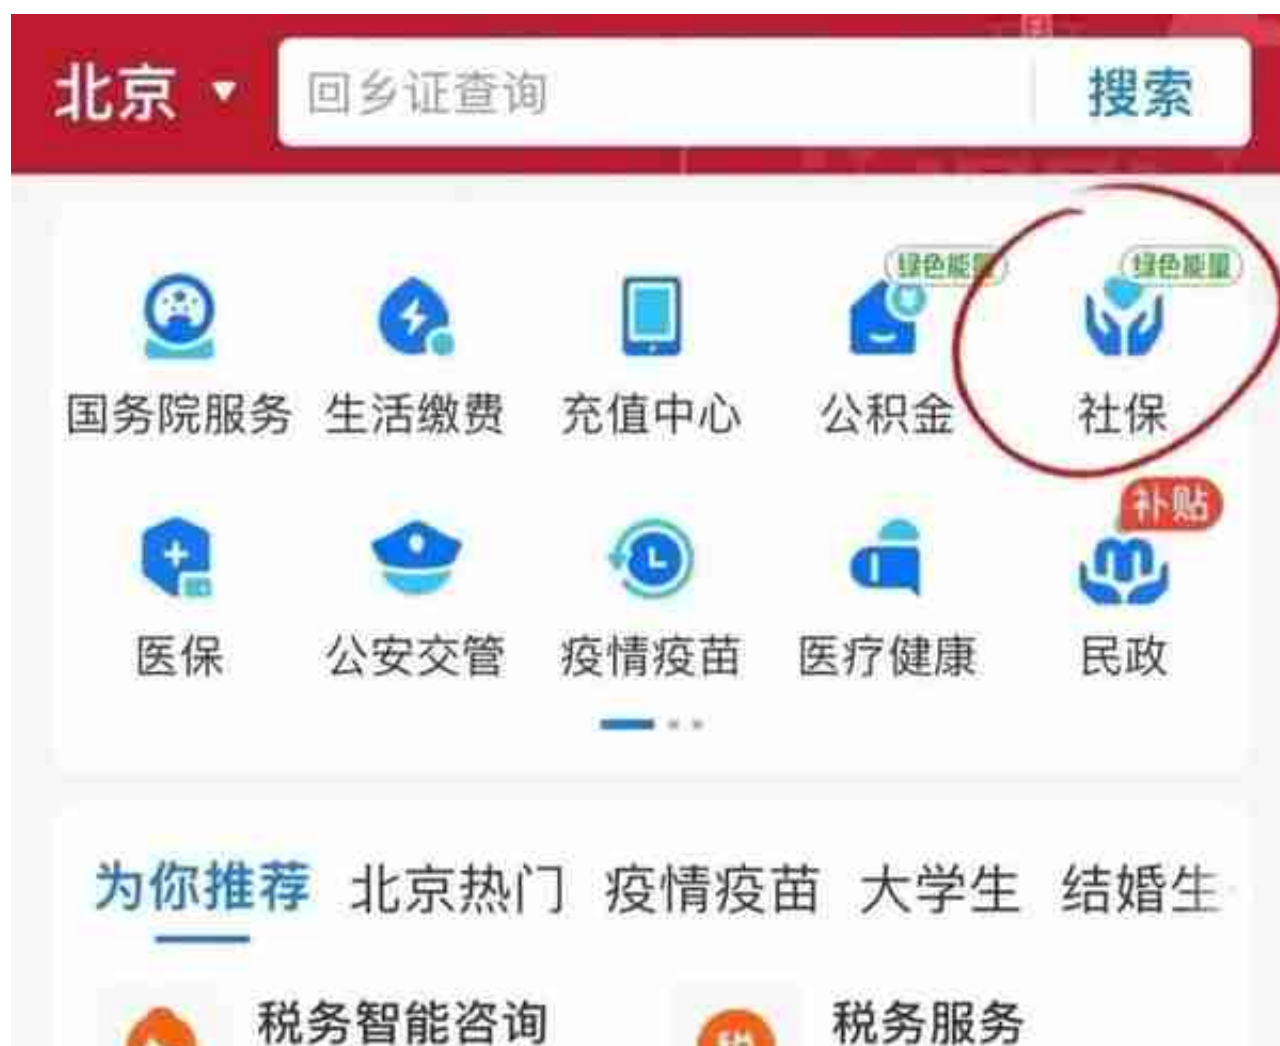 北京 回乡证查询 搜索
绿色能量 绿色能量
国务院服务 生活缴费 充值中心 公积金 社保
补贴
医保 公安交管 疫情疫苗 医疗健康 民政
为你推荐 北京热门 疫情疫苗 大学生 结婚生
税务智能咨询 税务服务